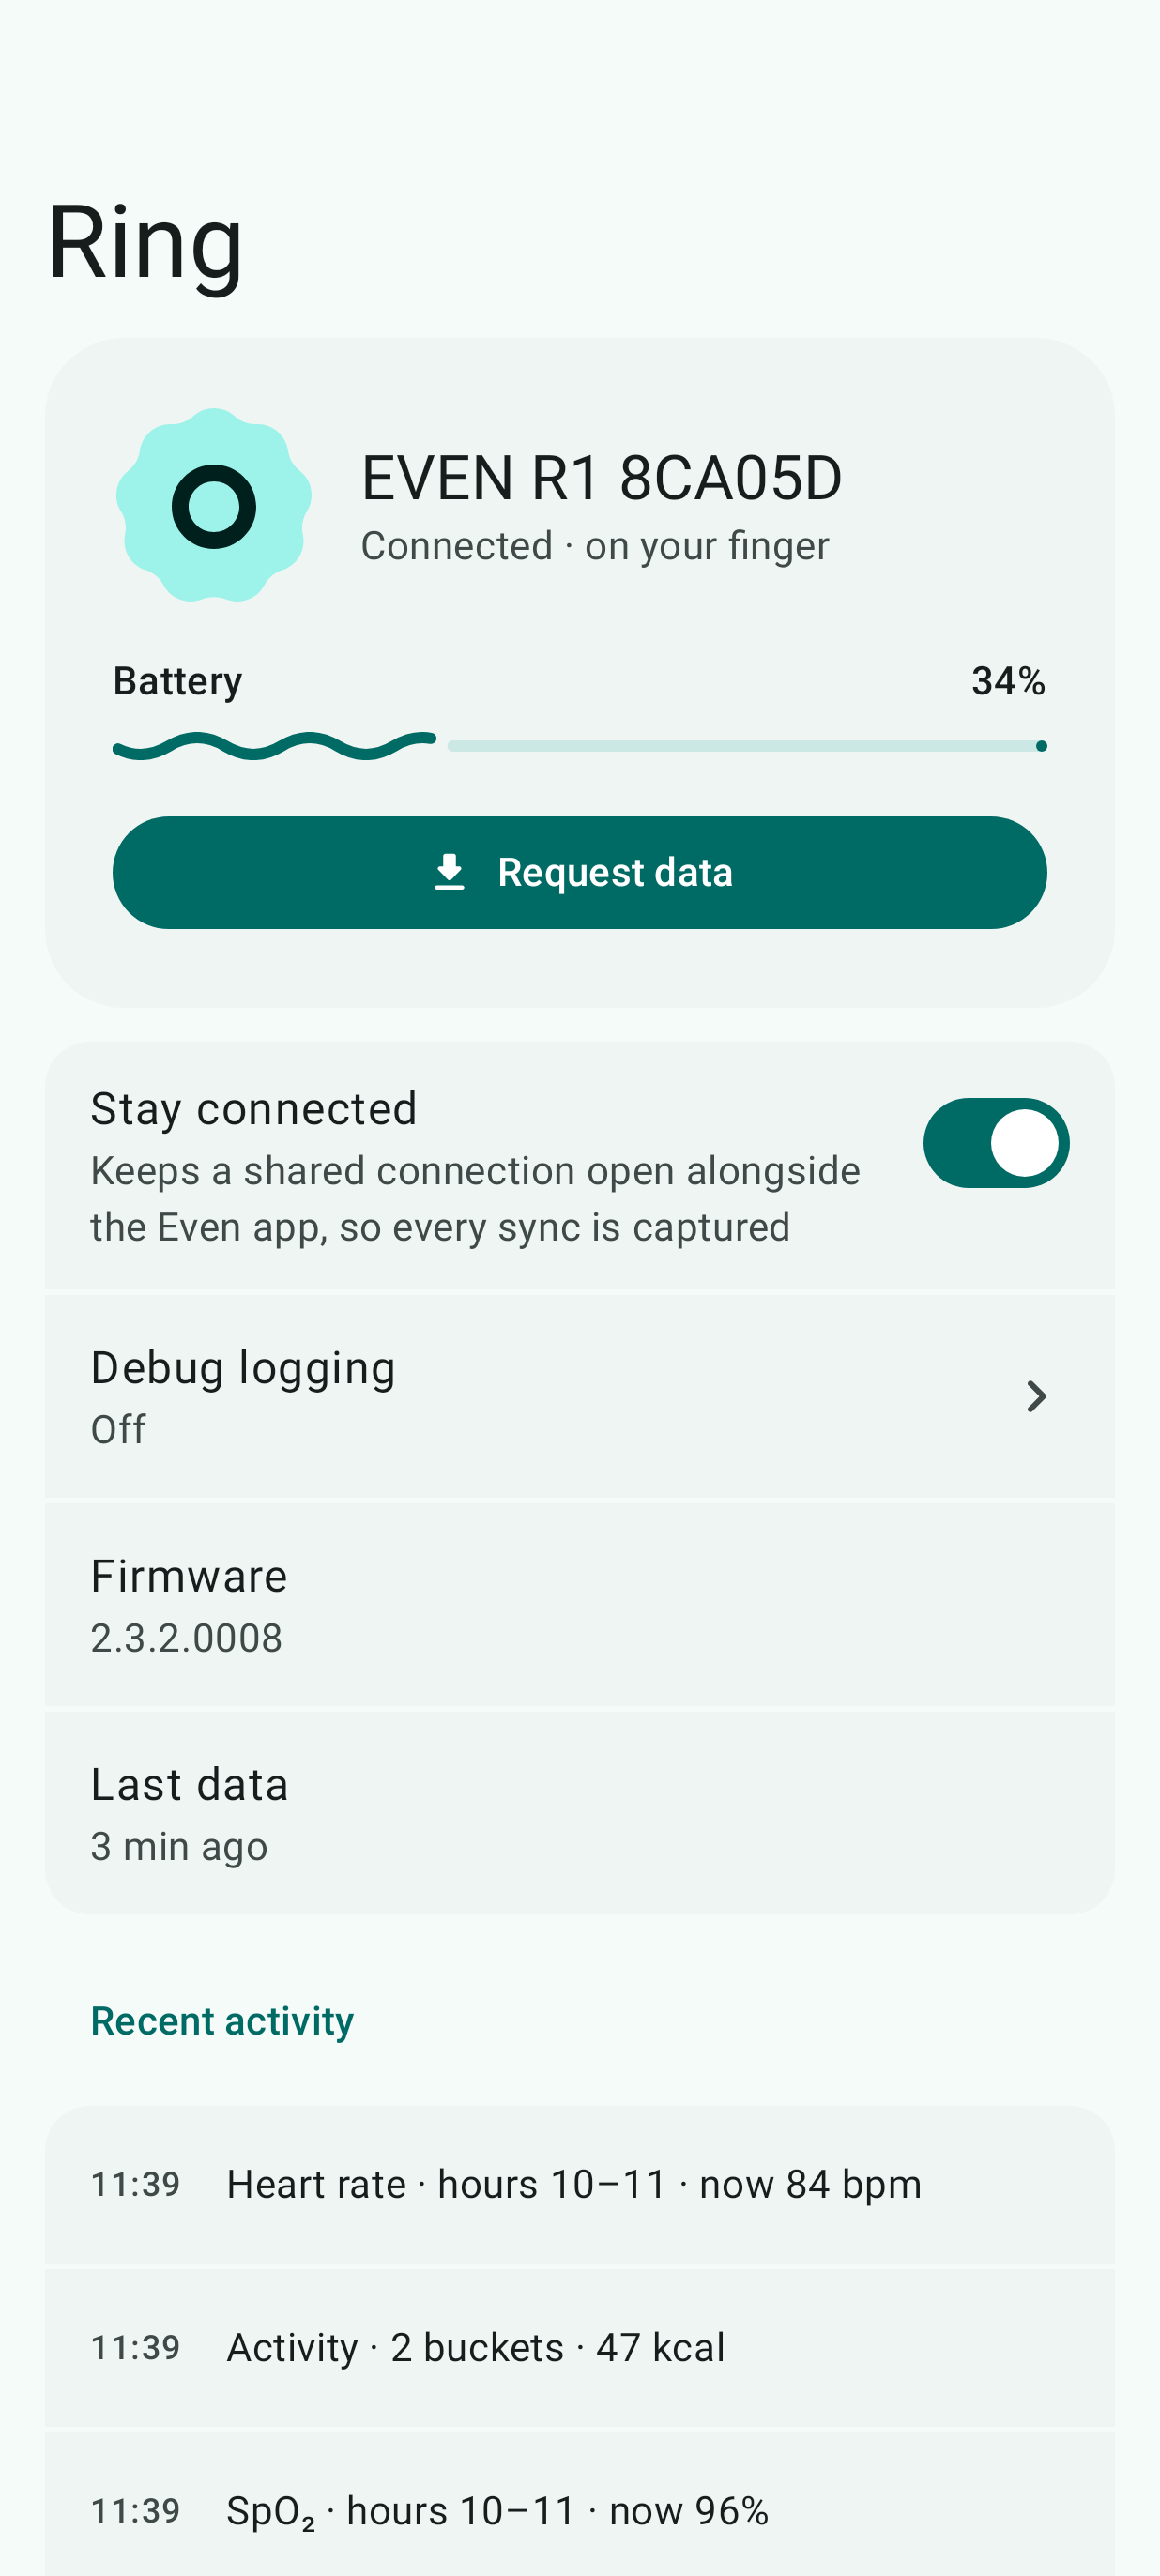 Ring
EVEN R1 8CA05D
Connected · on your finger
Battery
34%
Request data
Stay connected
Keeps a shared connection open alongside
the Even app, so every sync is captured
Debug logging
Off
Firmware
2.3.2.0008
Last data
3 min ago
Recent activity
11:39 Heart rate · hours 10–11 · now 84 bpm
11:39 Activity · 2 buckets · 47 kcal
11:39 SpO₂ · hours 10–11 · now 96%